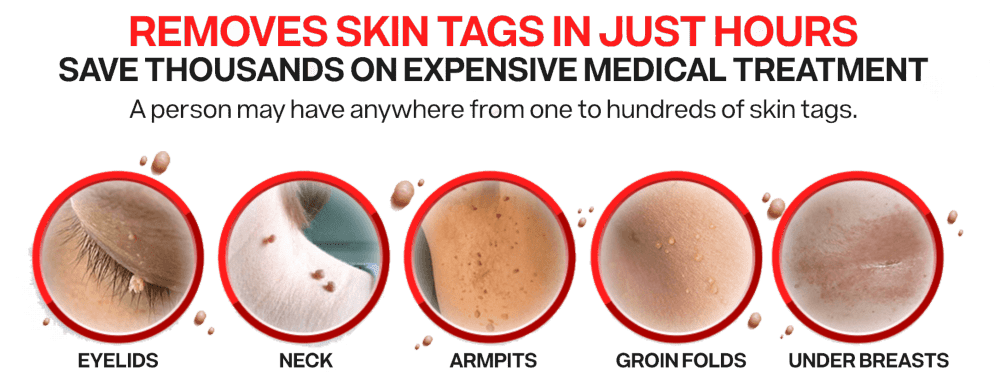 REMOVES SKIN TAGS IN JUST HOURS
SAVE THOUSANDS ON EXPENSIVE MEDICAL TREATMENT
A person may have anywhere from one to hundreds of skin tags.
EYELIDS
NECK
ARMPITS
GROIN FOLDS
UNDER BREASTS